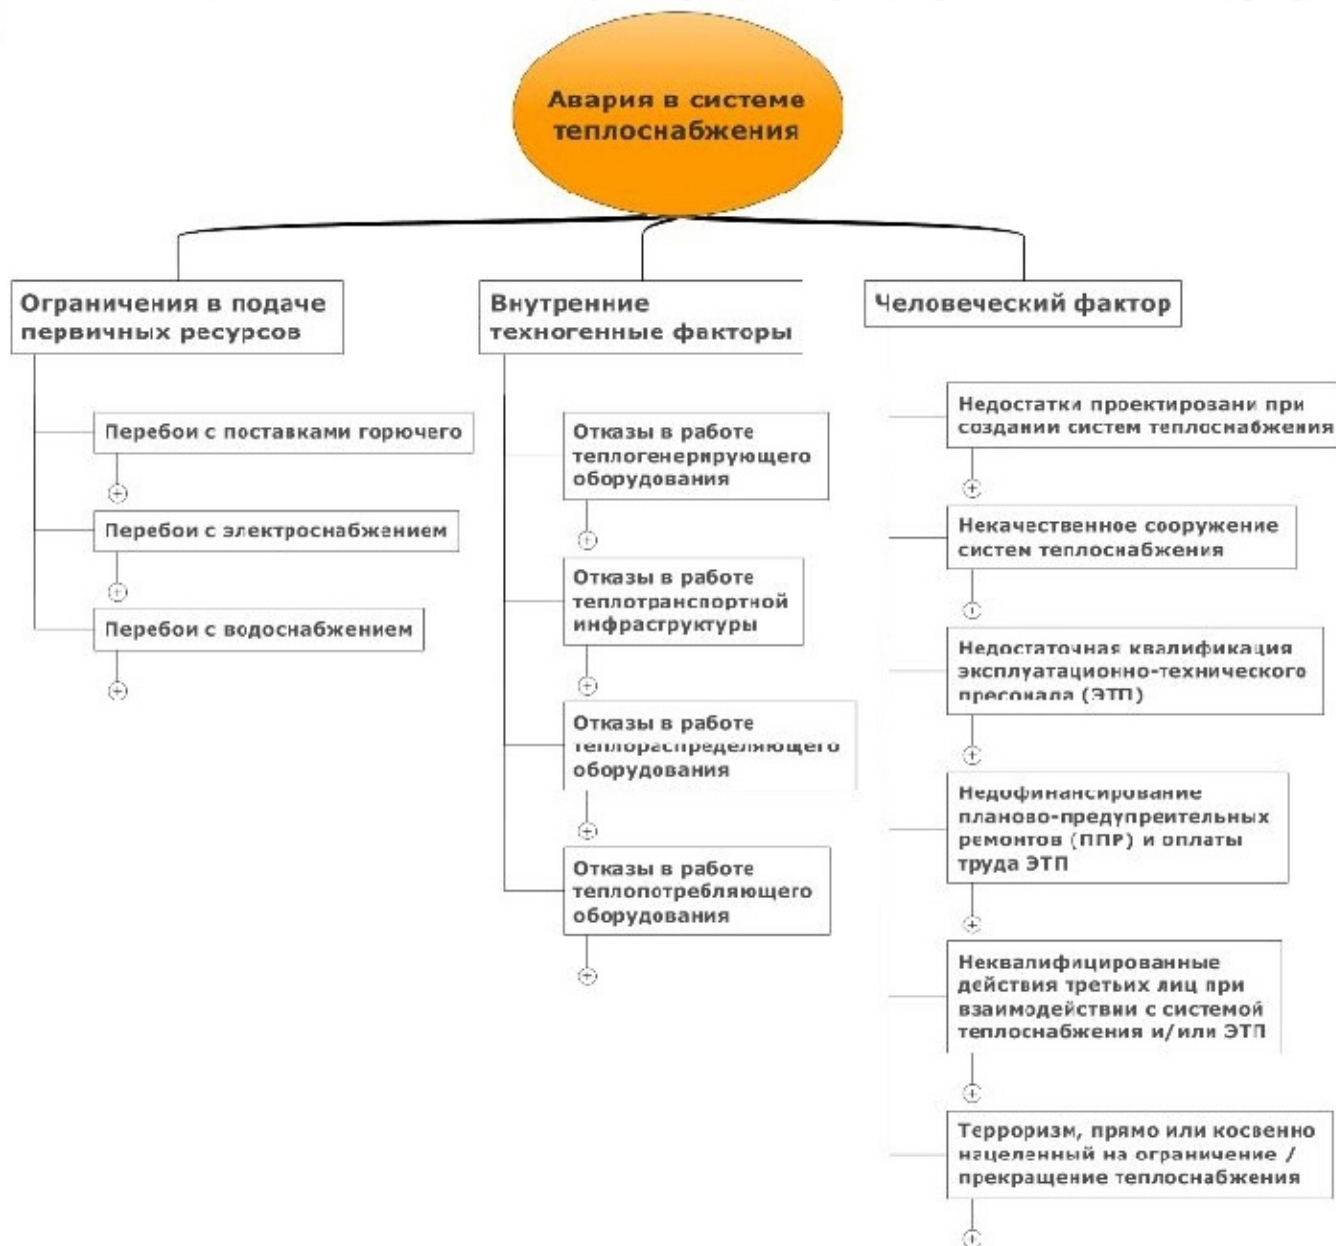 Авария в системе
теплоснабжения
Ограничения в подаче
первичных ресурсов
Перебои с поставками горючего
Перебои с электроснабжением
Перебои с водоснабжением
Внутренние
техногенные факторы
Отказы в работе
теплогенерирующего
оборудования
Отказы в работе
теплотранспортной
инфраструктуры
Отказы в работе
теплораспределяющего
оборудования
Отказы в работе
теплопотребляющего
оборудования
Человеческий фактор
Недостатки проектировани при
создании систем теплоснабжения
Некачественное сооружение
систем теплоснабжения
Недостаточная квалификация
эксплуатационно-технического
пресонала (ЭТП)
Недофинансирование
планово-предупреительных
ремонтов (ППР) и оплаты
труда ЭТП
Неквалифицированные
действия третьих лиц при
взаимодействии с системой
теплоснабжения и/или ЭТП
Терроризм, прямо или косвенно
нацеленный на ограничение /
прекращение теплоснабжения